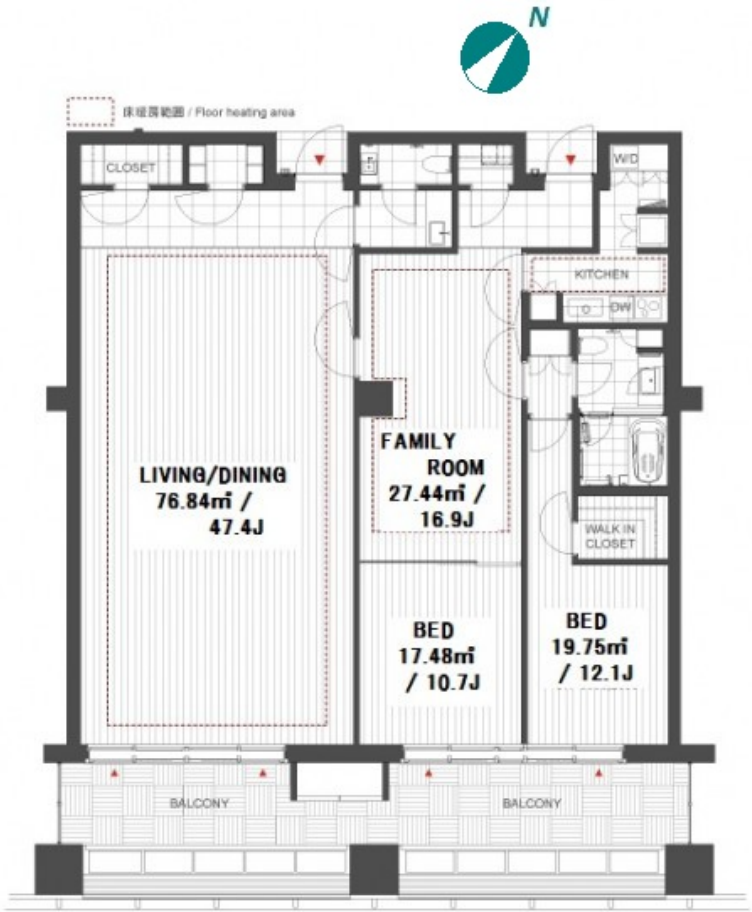 N
床暖房範囲 / Floor heating area
CLOSET
W/D
KITCHEN
DW
FAMILY
ROOM
27.44㎡ /
16.9J
LIVING/DINING
76.84㎡ /
47.4J
WALK IN
CLOSET
BED
17.48㎡
/ 10.7J
BED
19.75㎡
/ 12.1J
BALCONY
BALCONY